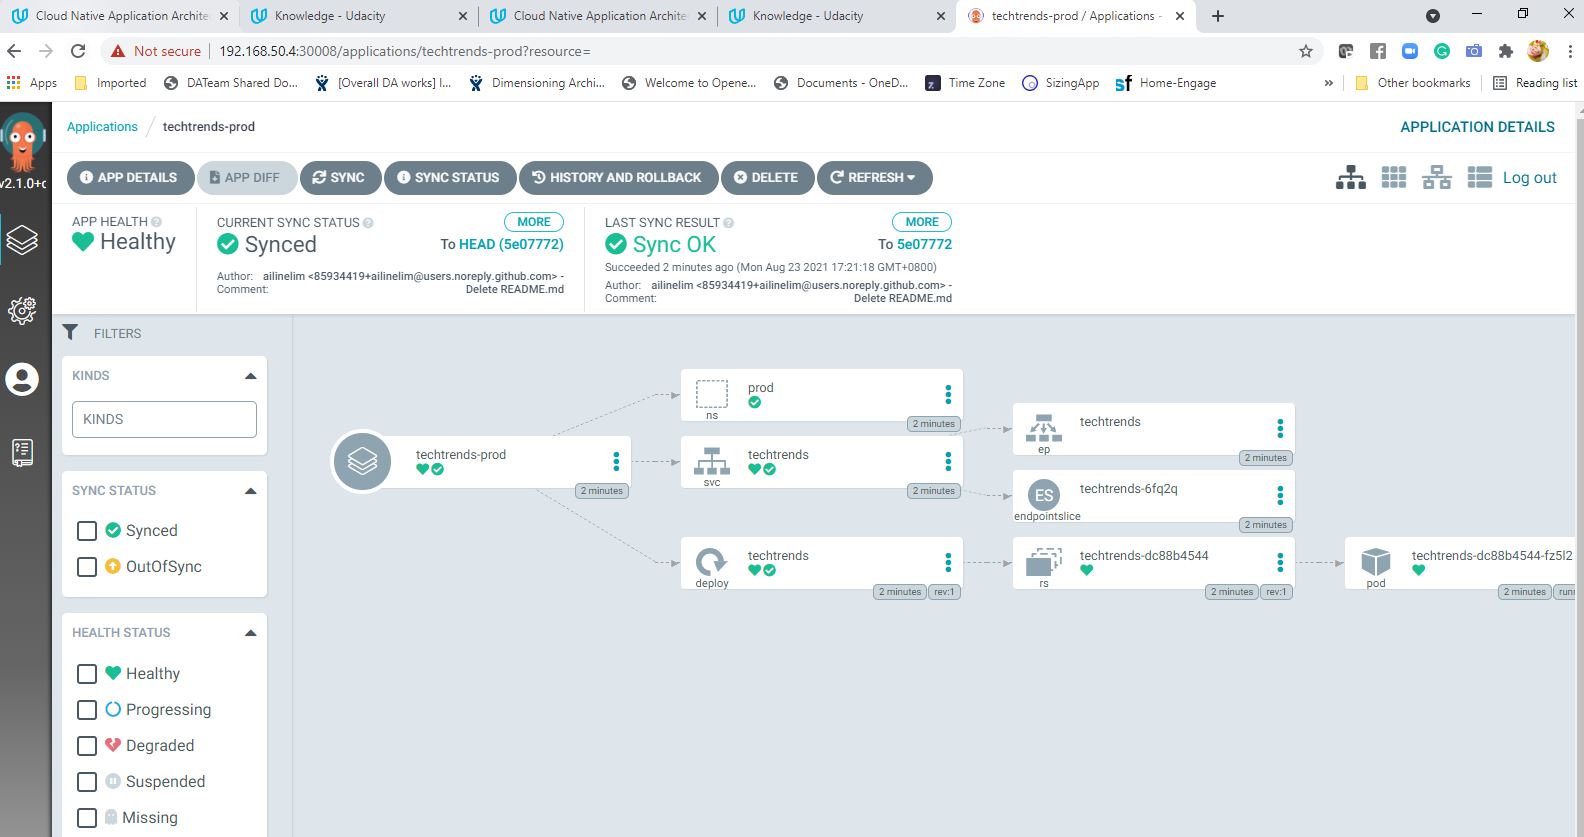 Cloud Native Application Archite
Knowledge - Udacity
Cloud Native Application Archite
Knowledge - Udacity
techtrends-prod / Applications -
Not secure
192.168.50.4:30008/applications/techtrends-prod?resource=
Apps
Imported
DATeam Shared Do...
[Overall DA works] I...
Dimensioning Archi...
Welcome to Opene...
Documents - OneD...
Time Zone
SizingApp
Home-Engage
»
Other bookmarks
Reading list
Applications / techtrends-prod
APPLICATION DETAILS
v2.1.0+
APP DETAILS
APP DIFF
SYNC
SYNC STATUS
HISTORY AND ROLLBACK
DELETE
REFRESH
Log out
APP HEALTH
Healthy
CURRENT SYNC STATUS
MORE
Synced
To HEAD (5e07772)
Author: ailinelim <85934419+ailinelim@users.noreply.github.com> -
Comment: Delete README.md
LAST SYNC RESULT
MORE
Sync OK
To 5e07772
Succeeded 2 minutes ago (Mon Aug 23 2021 17:21:18 GMT+0800)
Author: ailinelim <85934419+ailinelim@users.noreply.github.com> -
Comment: Delete README.md
FILTERS
KINDS
KINDS
SYNC STATUS
Synced
OutOfSync
HEALTH STATUS
Healthy
Progressing
Degraded
Suspended
Missing
techtrends-prod
2 minutes
prod
ns
2 minutes
techtrends
svc
2 minutes
techtrends
deploy
2 minutes
rev:1
techtrends
ep
2 minutes
ES
techtrends-6fq2q
endpointslice
2 minutes
techtrends-dc88b4544
rs
2 minutes
rev:1
techtrends-dc88b4544-fz5l2
pod
2 minutes